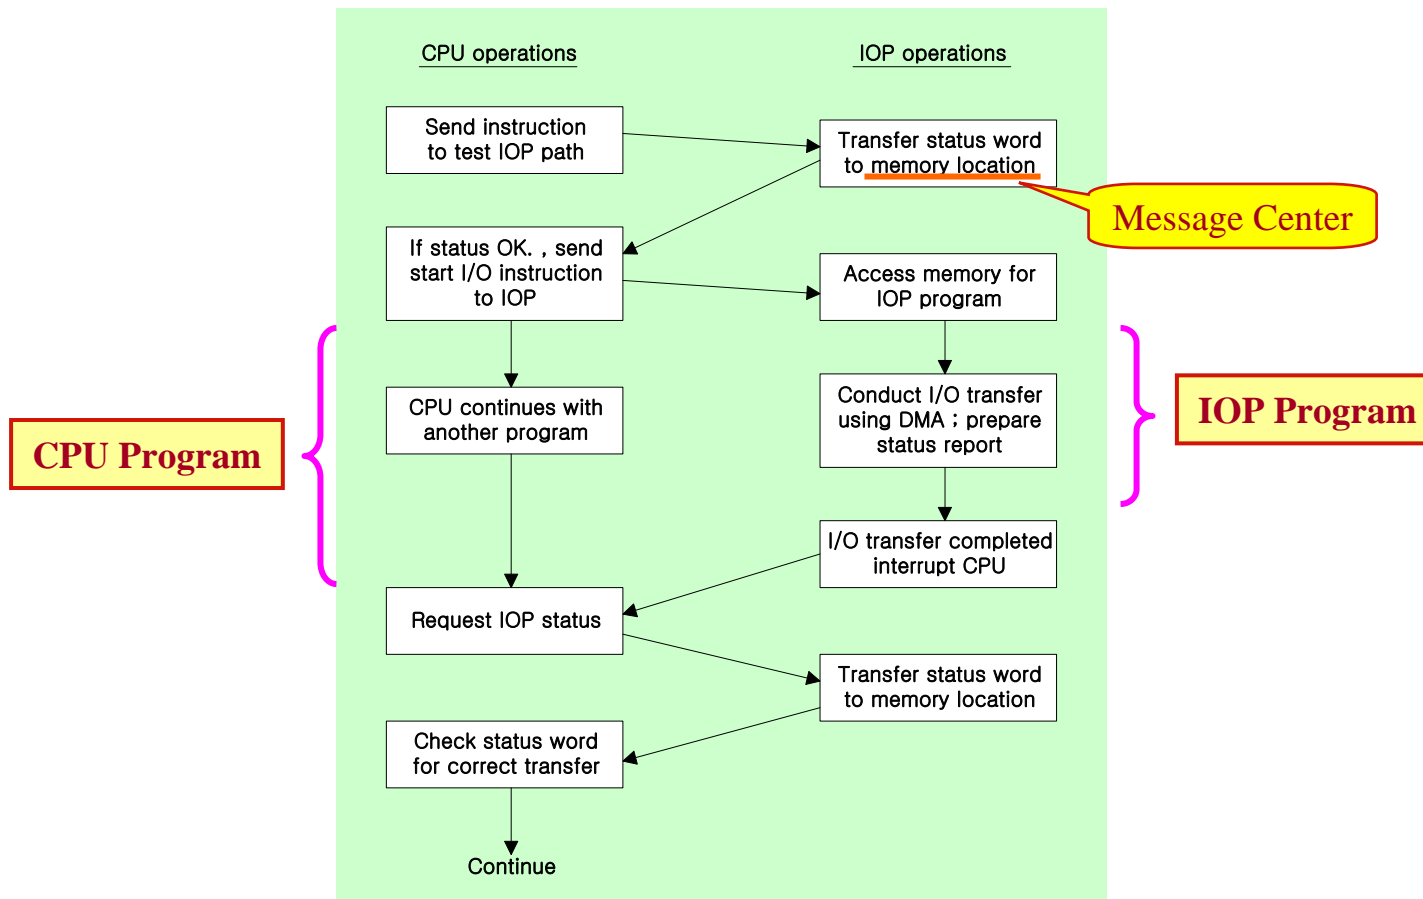 CPU operations
IOP operations
Send instruction
to test IOP path
Transfer status word
to memory location
Message Center
If status OK. , send
start I/O instruction
to IOP
Access memory for
IOP program
CPU continues with
another program
Conduct I/O transfer
using DMA ; prepare
status report
CPU Program
IOP Program
I/O transfer completed
interrupt CPU
Request IOP status
Transfer status word
to memory location
Check status word
for correct transfer
Continue